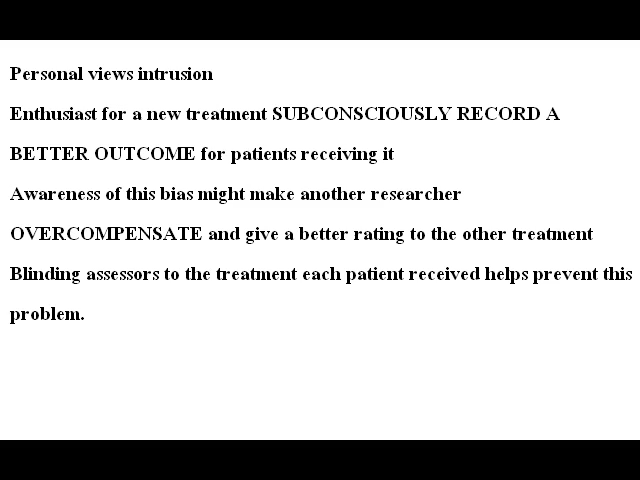 Personal views intrusion
Enthusiast for a new treatment SUBCONSCIOUSLY RECORD A
BETTER OUTCOME for patients receiving it
Awareness of this bias might make another researcher
OVERCOMPENSATE and give a better rating to the other treatment
Blinding assessors to the treatment each patient received helps prevent this
problem.